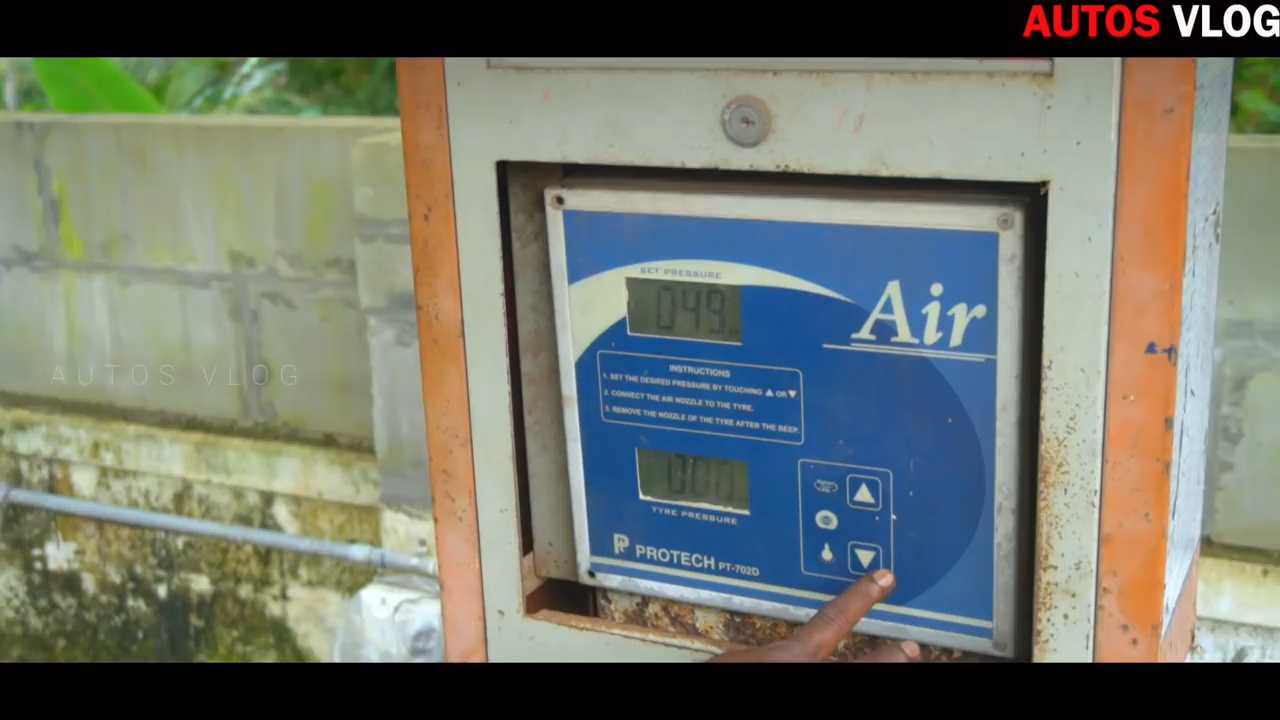 AUTOS VLOG
SET PRESSURE
049
Air
INSTRUCTIONS
1. SET THE DESIRED PRESSURE BY TOUCHING ▲ OR ▼.
2. CONNECT THE AIR NOZZLE TO THE TYRE.
3. REMOVE THE NOZZLE OF THE TYRE AFTER THE BEEP.
AUTOS VLOG
000
TYRE PRESSURE
PROTECH PT-702D